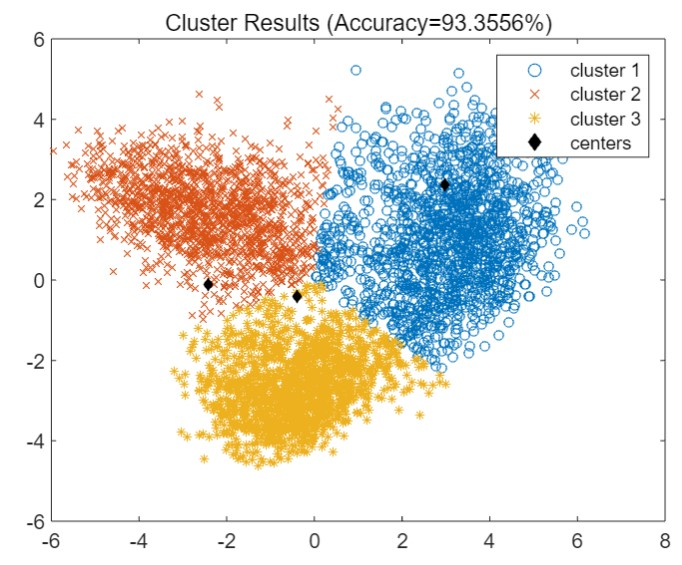 Cluster Results (Accuracy=93.3556%)
6
4
2
0
-2
-4
-6
-6 -4 -2 0 2 4 6 8
cluster 1
cluster 2
cluster 3
centers